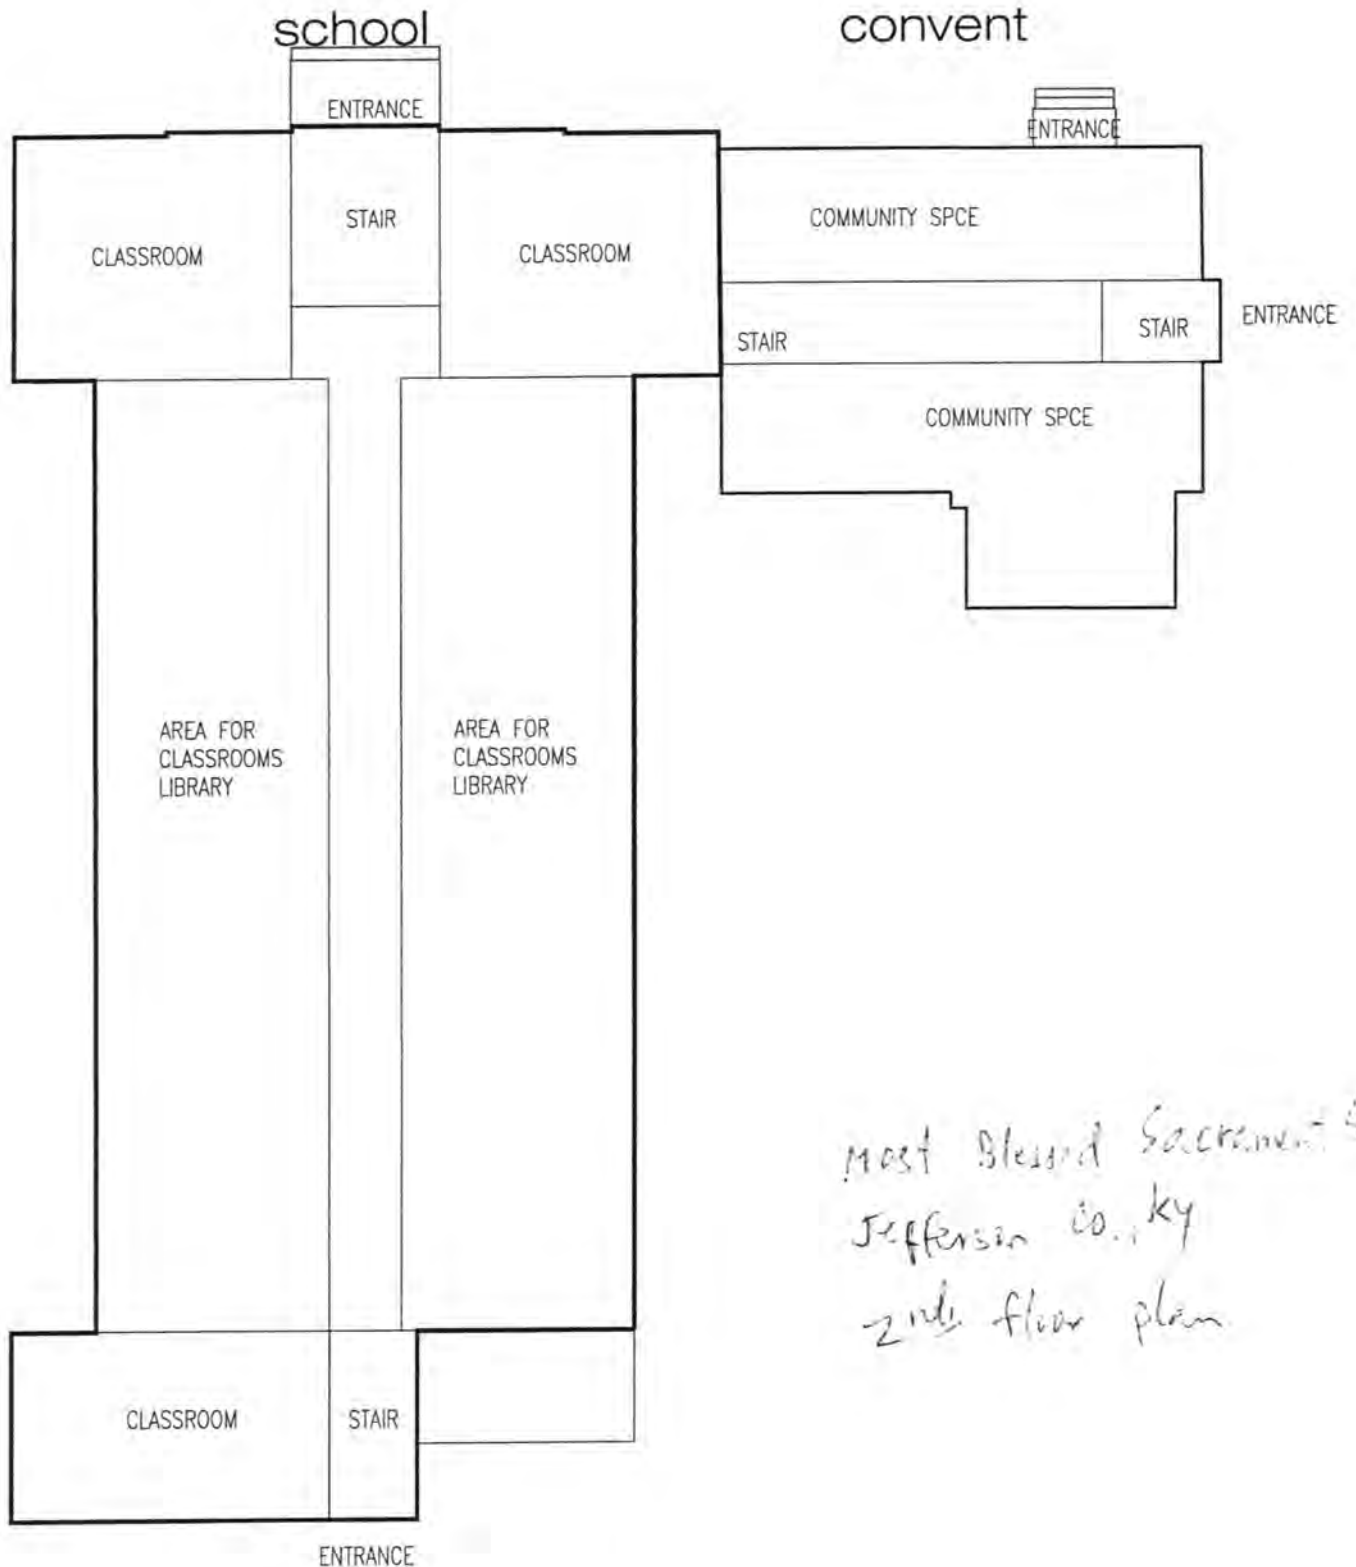 school
convent
ENTRANCE
ENTRANCE
CLASSROOM
STAIR
CLASSROOM
COMMUNITY SPCE
STAIR
STAIR
ENTRANCE
COMMUNITY SPCE
AREA FOR
CLASSROOMS
LIBRARY
AREA FOR
CLASSROOMS
LIBRARY
Most Blessed Sacrament
Jefferson Co., Ky
2nd floor plan
CLASSROOM
STAIR
ENTRANCE